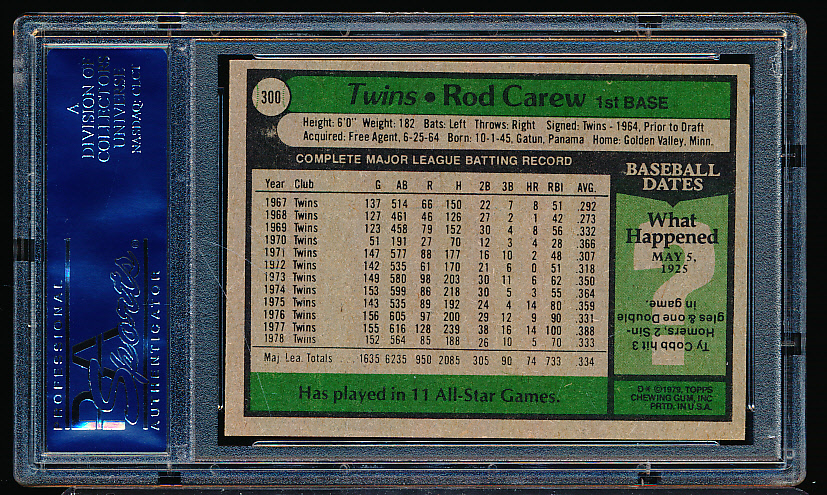 A
DIVISION OF
COLLECTORS
UNIVERSE
NASDAQ: CLCT
PROFESSIONAL
PSA
Sports
AUTHENTICATOR
300
Twins • Rod Carew 1st BASE
Height: 6'0" Weight: 182 Bats: Left Throws: Right Signed: Twins - 1964, Prior to Draft
Acquired: Free Agent, 6-25-64 Born: 10-1-45, Gatun, Panama Home: Golden Valley, Minn.
COMPLETE MAJOR LEAGUE BATTING RECORD
Year Club G AB R H 2B 3B HR RBI AVG.
1967 Twins 137 514 66 150 22 7 8 51 .292
1968 Twins 127 461 46 126 27 2 1 42 .273
1969 Twins 123 458 79 152 30 4 8 56 .332
1970 Twins 51 191 27 70 12 3 4 28 .366
1971 Twins 147 577 88 177 16 10 2 48 .307
1972 Twins 142 535 61 170 21 6 0 51 .318
1973 Twins 149 580 98 203 30 11 6 62 .350
1974 Twins 153 599 86 218 30 5 3 55 .364
1975 Twins 143 535 89 192 24 4 14 80 .359
1976 Twins 156 605 97 200 29 12 9 90 .331
1977 Twins 155 616 128 239 38 16 14 100 .388
1978 Twins 152 564 85 188 26 10 5 70 .333
Maj. Lea. Totals ... 1635 6235 950 2085 305 90 74 733 .334
Has played in 11 All-Star Games.
BASEBALL
DATES
What
Happened
MAY 5,
1925
?
Ty Cobb hit 3
Homers, 2 Sin-
gles & one Double
in game.
D* © 1979, TOPPS
CHEWING GUM, INC
PRTD. IN U.S.A.